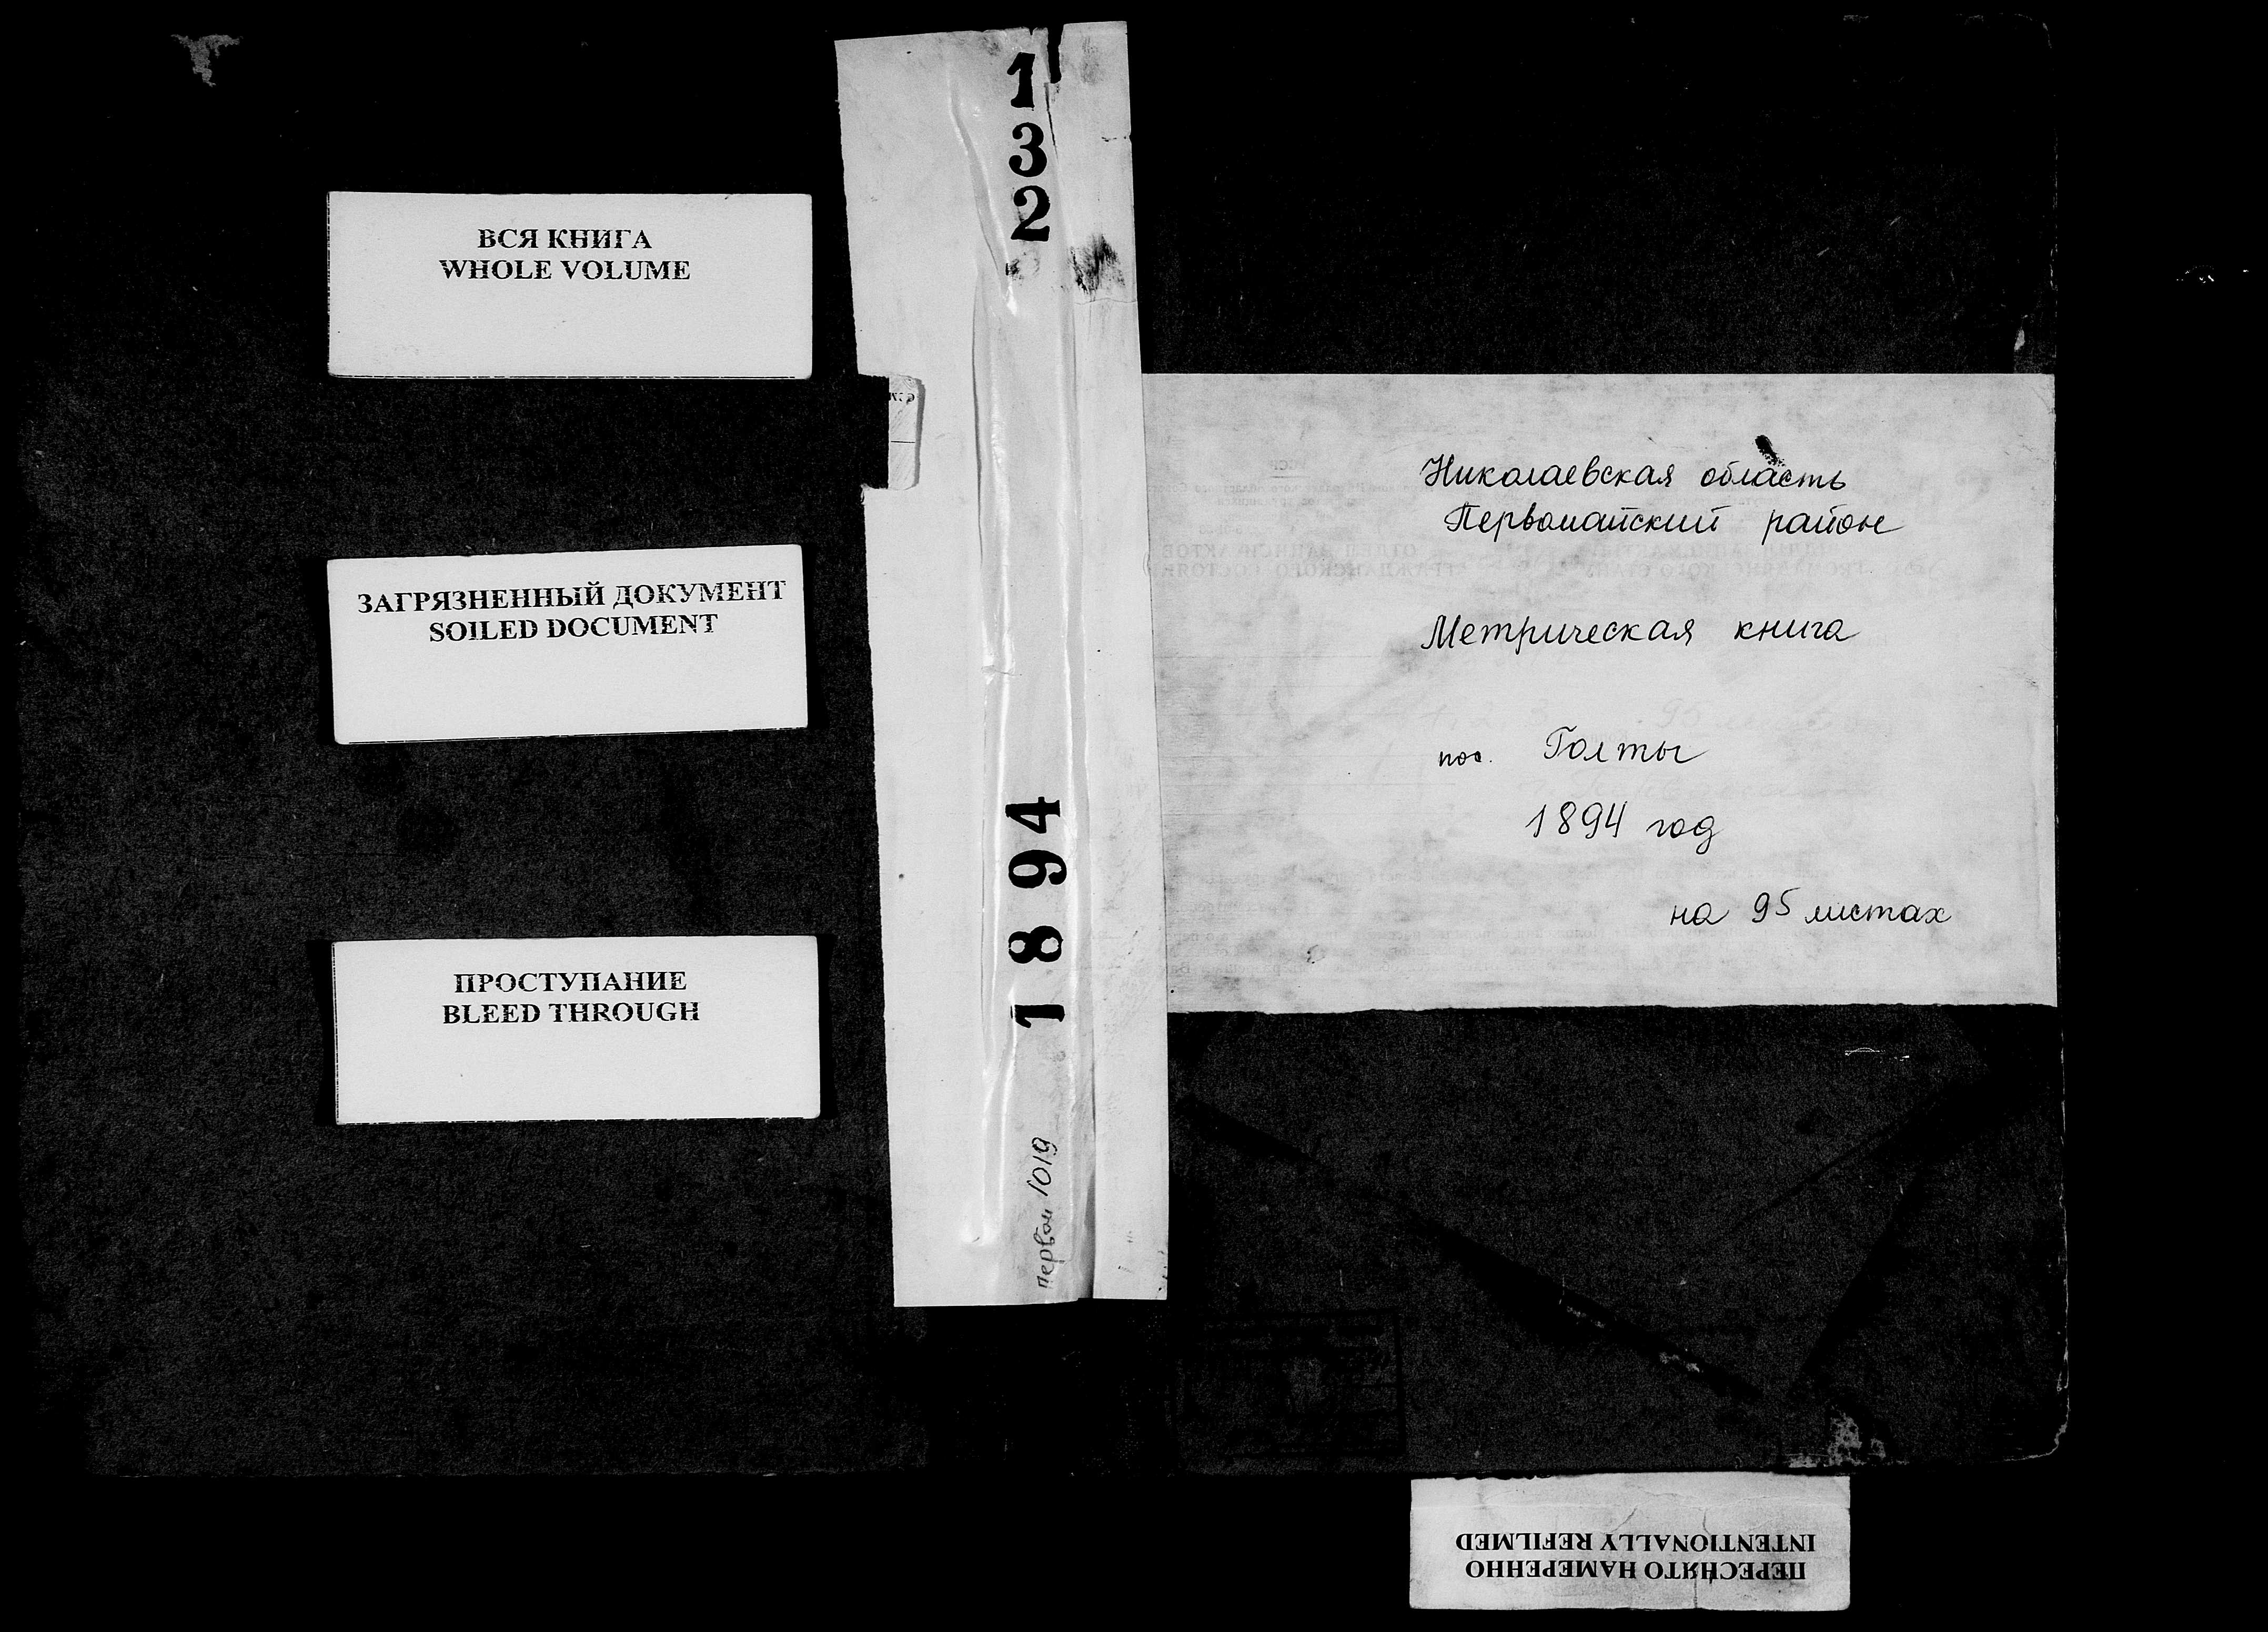 ВСЯ КНИГА
WHOLE VOLUME
ЗАГРЯЗНЕННЫЙ ДОКУМЕНТ
SOILED DOCUMENT
ПРОСТУПАНИЕ
BLEED THROUGH
132
1894
первом 1019
Николаевская область
Первомайский район
Метрическая книга
пос. Голты
1894 год
на 95 листах
ПЕРЕСНЯТО НАМЕРЕННО
INTENTIONALLY REFILMED